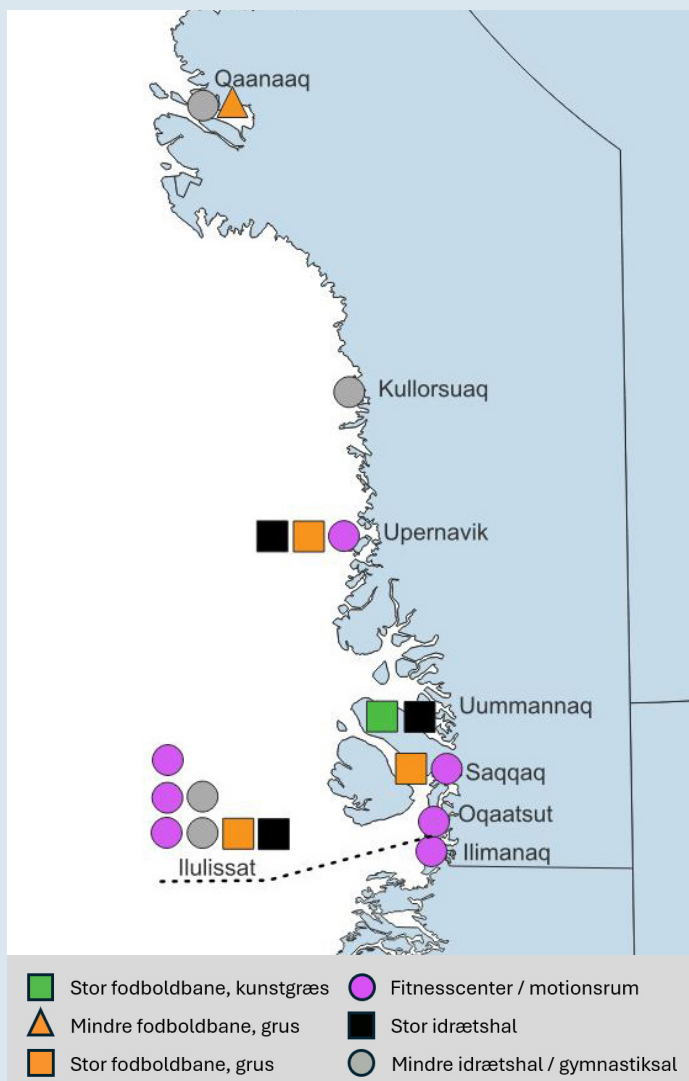 Qaanaaq
Kullorsuaq
Upernavik
Uummannaq
Saqqaq
Oqaatsut
Ilimanaq
Ilulissat
Stor fodboldbane, kunstgræs
Mindre fodboldbane, grus
Stor fodboldbane, grus
Fitnesscenter / motionsrum
Stor idrætshal
Mindre idrætshal / gymnastiksal